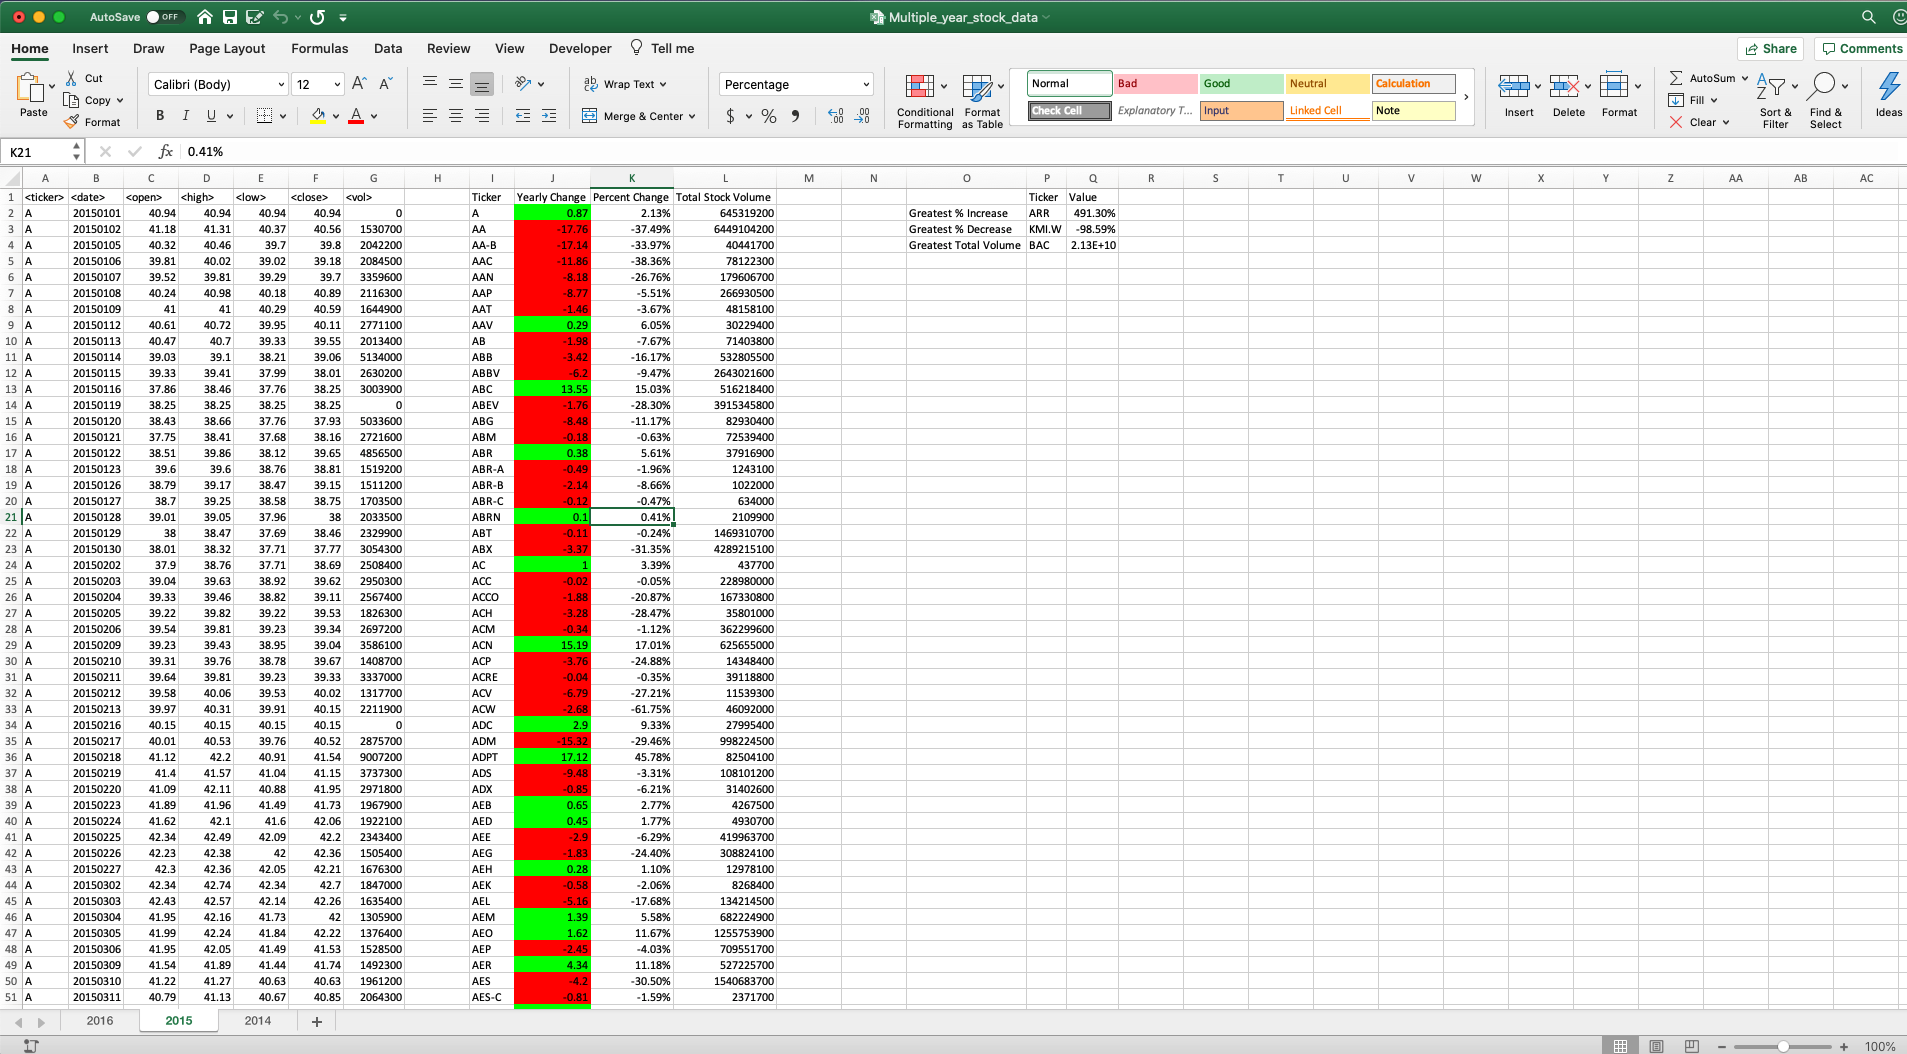 AutoSave OFF Multiple_year_stock_data
Home Insert Draw Page Layout Formulas Data Review View Developer Tell me Share Comments
Paste Cut Copy Format
Calibri (Body) 12 A^ A
B I U A
ab Wrap Text
Merge & Center
Percentage
$ % 9
Conditional Formatting
Format as Table
Normal Bad Good Neutral Calculation
Check Cell Explanatory T... Input Linked Cell Note
Insert Delete Format
AutoSum Fill Clear
Sort & Filter
Find & Select
Ideas
K21 fx 0.41%
A B C D E F G H I J K L M N O P Q R S T U V W X Y Z AA AB AC
1 <ticker> <date> <open> <high> <low> <close> <vol> Ticker Yearly Change Percent Change Total Stock Volume Ticker Value
2 A 20150101 40.94 40.94 40.94 40.94 0 A 0.87 2.13% 645319200 Greatest % Increase ARR 491.30%
3 A 20150102 41.18 41.31 40.37 40.56 1530700 AA -17.76 -37.49% 6449104200 Greatest % Decrease KMI.W -98.59%
4 A 20150105 40.32 40.46 39.7 39.8 2042200 AA-B -17.14 -33.97% 40441700 Greatest Total Volume BAC 2.13E+10
5 A 20150106 39.81 40.02 39.02 39.18 2084500 AAC -11.86 -38.36% 78122300
6 A 20150107 39.52 39.81 39.29 39.7 3359600 AAN -8.18 -26.76% 179606700
7 A 20150108 40.24 40.98 40.18 40.89 2116300 AAP -8.77 -5.51% 266930500
8 A 20150109 41 41 40.29 40.59 1644900 AAT -1.46 -3.67% 48158100
9 A 20150112 40.61 40.72 39.95 40.11 2771100 AAV 0.29 6.05% 30229400
10 A 20150113 40.47 40.7 39.33 39.55 2013400 AB -1.98 -7.67% 71403800
11 A 20150114 39.03 39.1 38.21 39.06 5134000 ABB -3.42 -16.17% 532805500
12 A 20150115 39.33 39.41 37.99 38.01 2630200 ABBV -6.2 -9.47% 2643021600
13 A 20150116 37.86 38.46 37.76 38.25 3003900 ABC 13.55 15.03% 516218400
14 A 20150119 38.25 38.25 38.25 38.25 0 ABEV -1.76 -28.30% 3915345800
15 A 20150120 38.43 38.66 37.76 37.93 5033600 ABG -8.48 -11.17% 82930400
16 A 20150121 37.75 38.41 37.68 38.16 2721600 ABM -0.18 -0.63% 72539400
17 A 20150122 38.51 39.86 38.12 39.65 4856500 ABR 0.38 5.61% 37916900
18 A 20150123 39.6 39.6 38.76 38.81 1519200 ABR-A -0.49 -1.96% 1243100
19 A 20150126 38.79 39.17 38.47 39.15 1511200 ABR-B -2.14 -8.66% 1022000
20 A 20150127 38.7 39.25 38.58 38.75 1703500 ABR-C -0.12 -0.47% 634000
21 A 20150128 39.01 39.05 37.96 38 2033500 ABRN 0.1 0.41% 2109900
22 A 20150129 38 38.47 37.69 38.46 2329900 ABT -0.11 -0.24% 1469310700
23 A 20150130 38.01 38.32 37.71 37.77 3054300 ABX -3.37 -31.35% 4289215100
24 A 20150202 37.9 38.76 37.71 38.69 2508400 AC 1 3.39% 437700
25 A 20150203 39.04 39.63 38.92 39.62 2950300 ACC -0.02 -0.05% 228980000
26 A 20150204 39.33 39.46 38.82 39.11 2567400 ACCO -1.88 -20.87% 167330800
27 A 20150205 39.22 39.82 39.22 39.53 1826300 ACH -3.28 -28.47% 35801000
28 A 20150206 39.54 39.81 39.23 39.34 2697200 ACM -0.34 -1.12% 362299600
29 A 20150209 39.23 39.43 38.95 39.04 3586100 ACN 15.19 17.01% 625655000
30 A 20150210 39.31 39.76 38.78 39.67 1408700 ACP -3.76 -24.88% 14348400
31 A 20150211 39.64 39.81 39.23 39.33 3337000 ACRE -0.04 -0.35% 39118800
32 A 20150212 39.58 40.06 39.53 40.02 1317700 ACV -6.79 -27.21% 11539300
33 A 20150213 39.97 40.31 39.91 40.15 2211900 ACW -2.68 -61.75% 46092000
34 A 20150216 40.15 40.15 40.15 40.15 0 ADC 2.9 9.33% 27995400
35 A 20150217 40.01 40.53 39.76 40.52 2875700 ADM -15.32 -29.46% 998224500
36 A 20150218 41.12 42.2 40.91 41.54 9007200 ADPT 17.12 45.78% 82504100
37 A 20150219 41.4 41.57 41.04 41.15 3737300 ADS -9.48 -3.31% 108101200
38 A 20150220 41.09 42.11 40.88 41.95 2971800 ADX -0.85 -6.21% 31402600
39 A 20150223 41.89 41.96 41.49 41.73 1967900 AEB 0.65 2.77% 4267500
40 A 20150224 41.62 42.1 41.6 42.06 1922100 AED 0.45 1.77% 4930700
41 A 20150225 42.34 42.49 42.09 42.2 2343400 AEE -2.9 -6.29% 419963700
42 A 20150226 42.23 42.38 42 42.36 1505400 AEG -1.83 -24.40% 308824100
43 A 20150227 42.3 42.36 42.05 42.21 1676300 AEH 0.28 1.10% 12978100
44 A 20150302 42.34 42.74 42.34 42.7 1847000 AEK -0.58 -2.06% 8268400
45 A 20150303 42.43 42.57 42.14 42.26 1635400 AEL -5.16 -17.68% 134214500
46 A 20150304 41.95 42.16 41.73 42 1305900 AEM 1.39 5.58% 682224900
47 A 20150305 41.99 42.24 41.84 42.22 1376400 AEO 1.62 11.67% 1255753900
48 A 20150306 41.95 42.05 41.49 41.53 1528500 AEP -2.45 -4.03% 709551700
49 A 20150309 41.54 41.89 41.44 41.74 1492300 AER 4.34 11.18% 527225700
50 A 20150310 41.22 41.27 40.63 40.63 1961200 AES -4.2 -30.50% 1540683700
51 A 20150311 40.79 41.13 40.67 40.85 2064300 AES-C -0.81 -1.59% 2371700
2016 2015 2014 +
100%